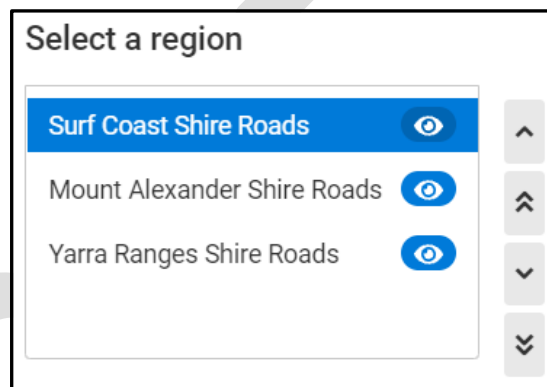 Select a region
Surf Coast Shire Roads
Mount Alexander Shire Roads
Yarra Ranges Shire Roads